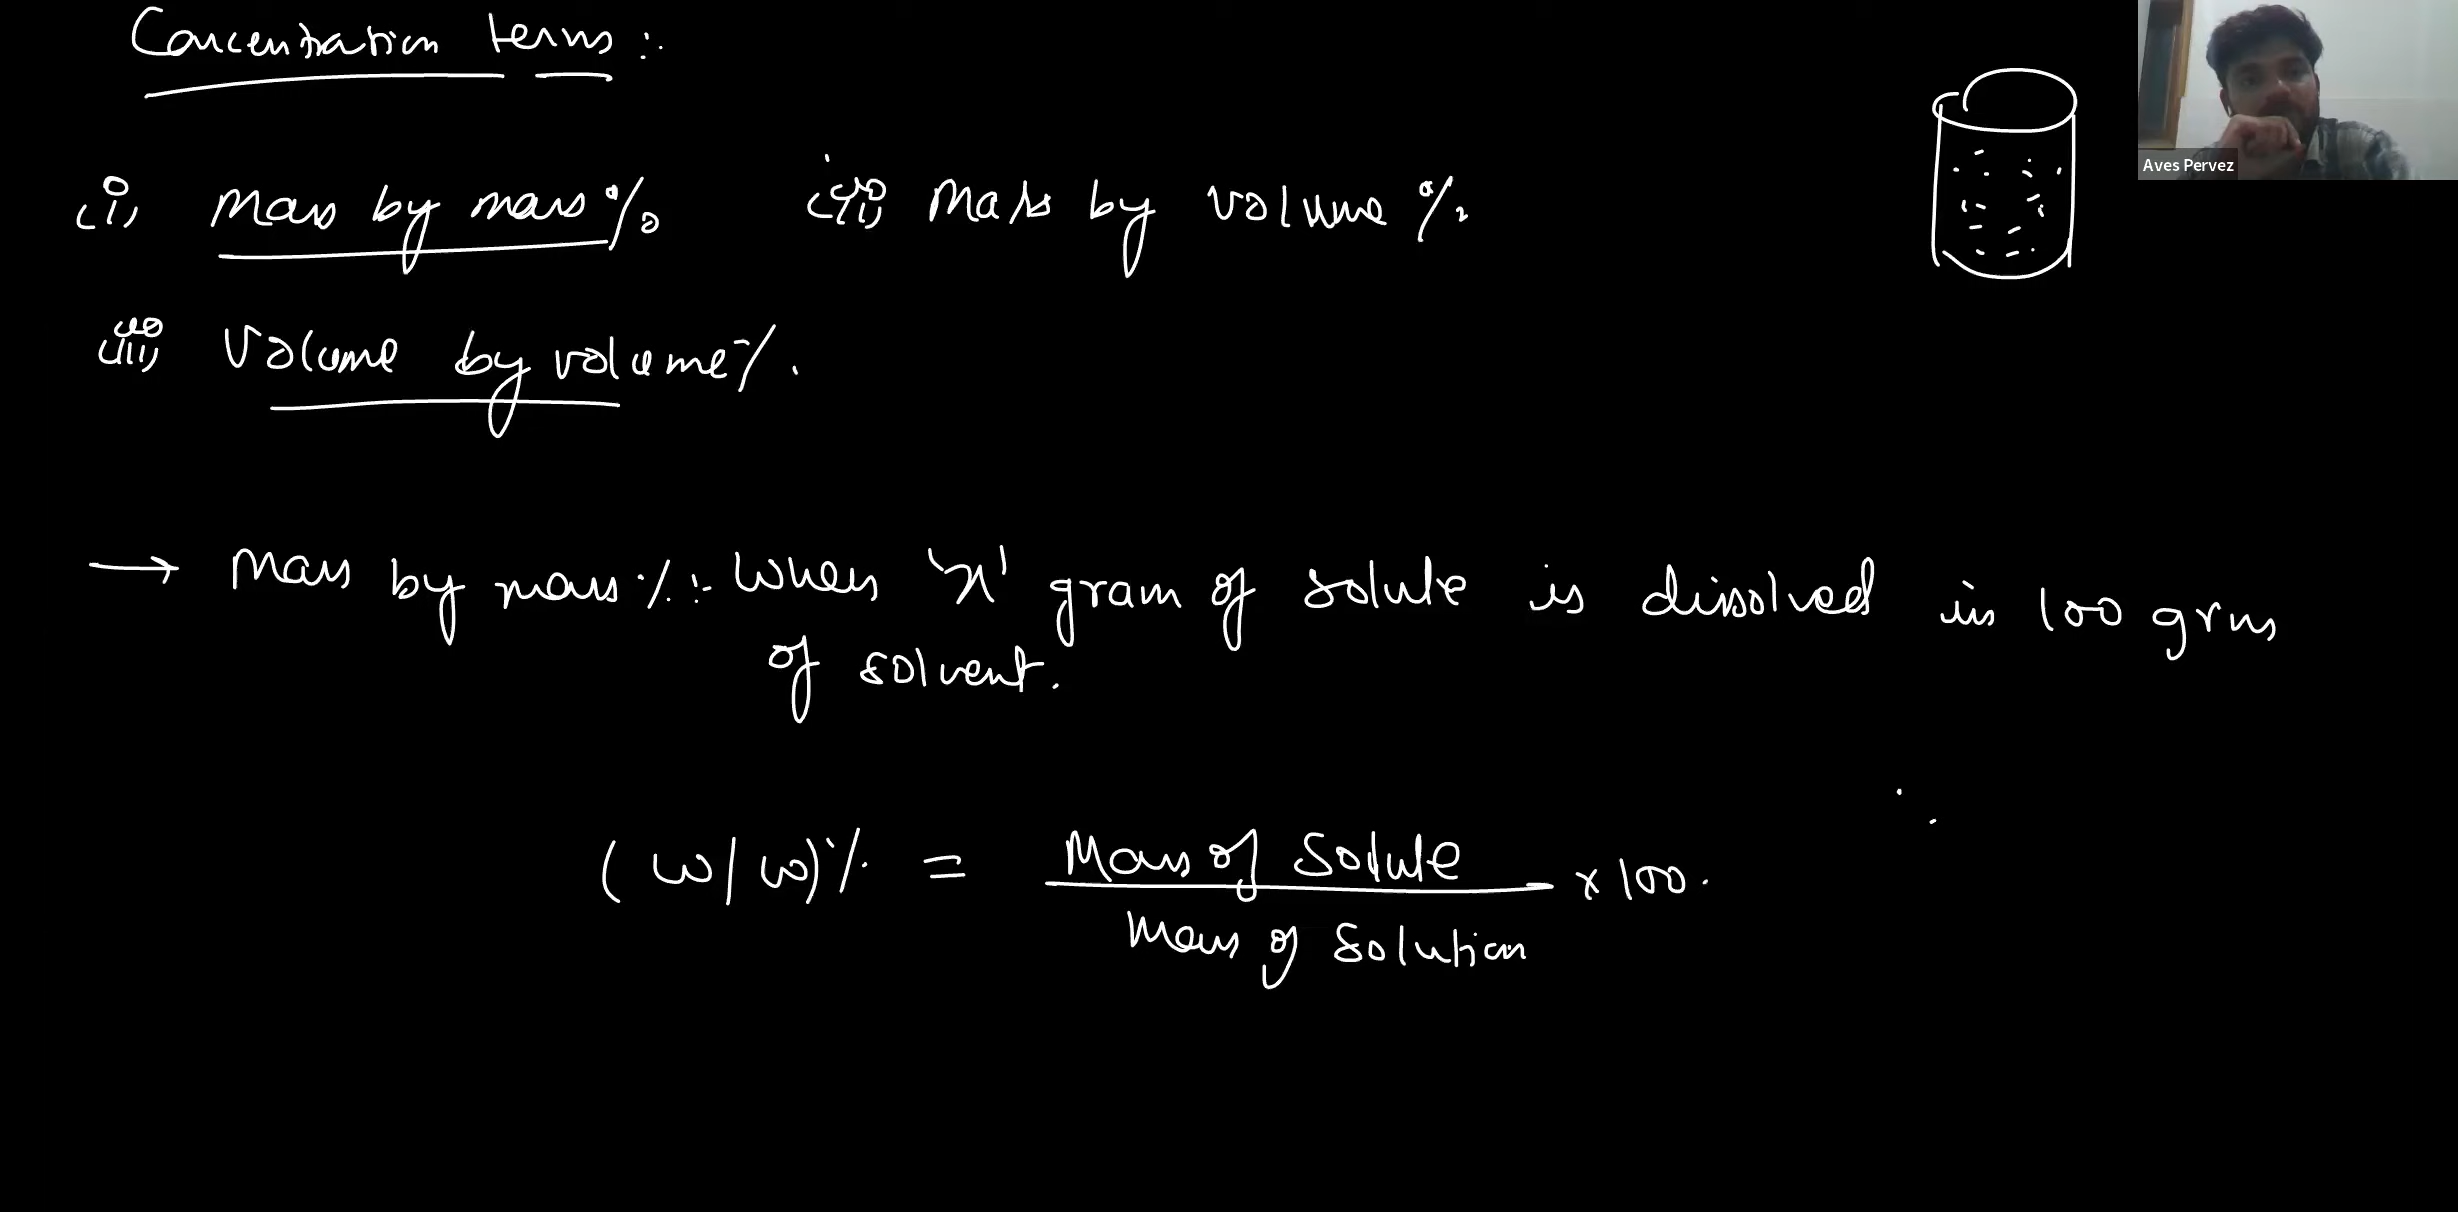 Concentration terms :-
Aves Pervez
(i) Mass by mass % (ii) Mass by volume %.
(iii) Volume by volume %.
→ Mass by mass % :- When 'x' gram of solute is dissolved in 100 grms
of solvent.
(w/w)% = Mass of Solute × 100.
Mass of Solution